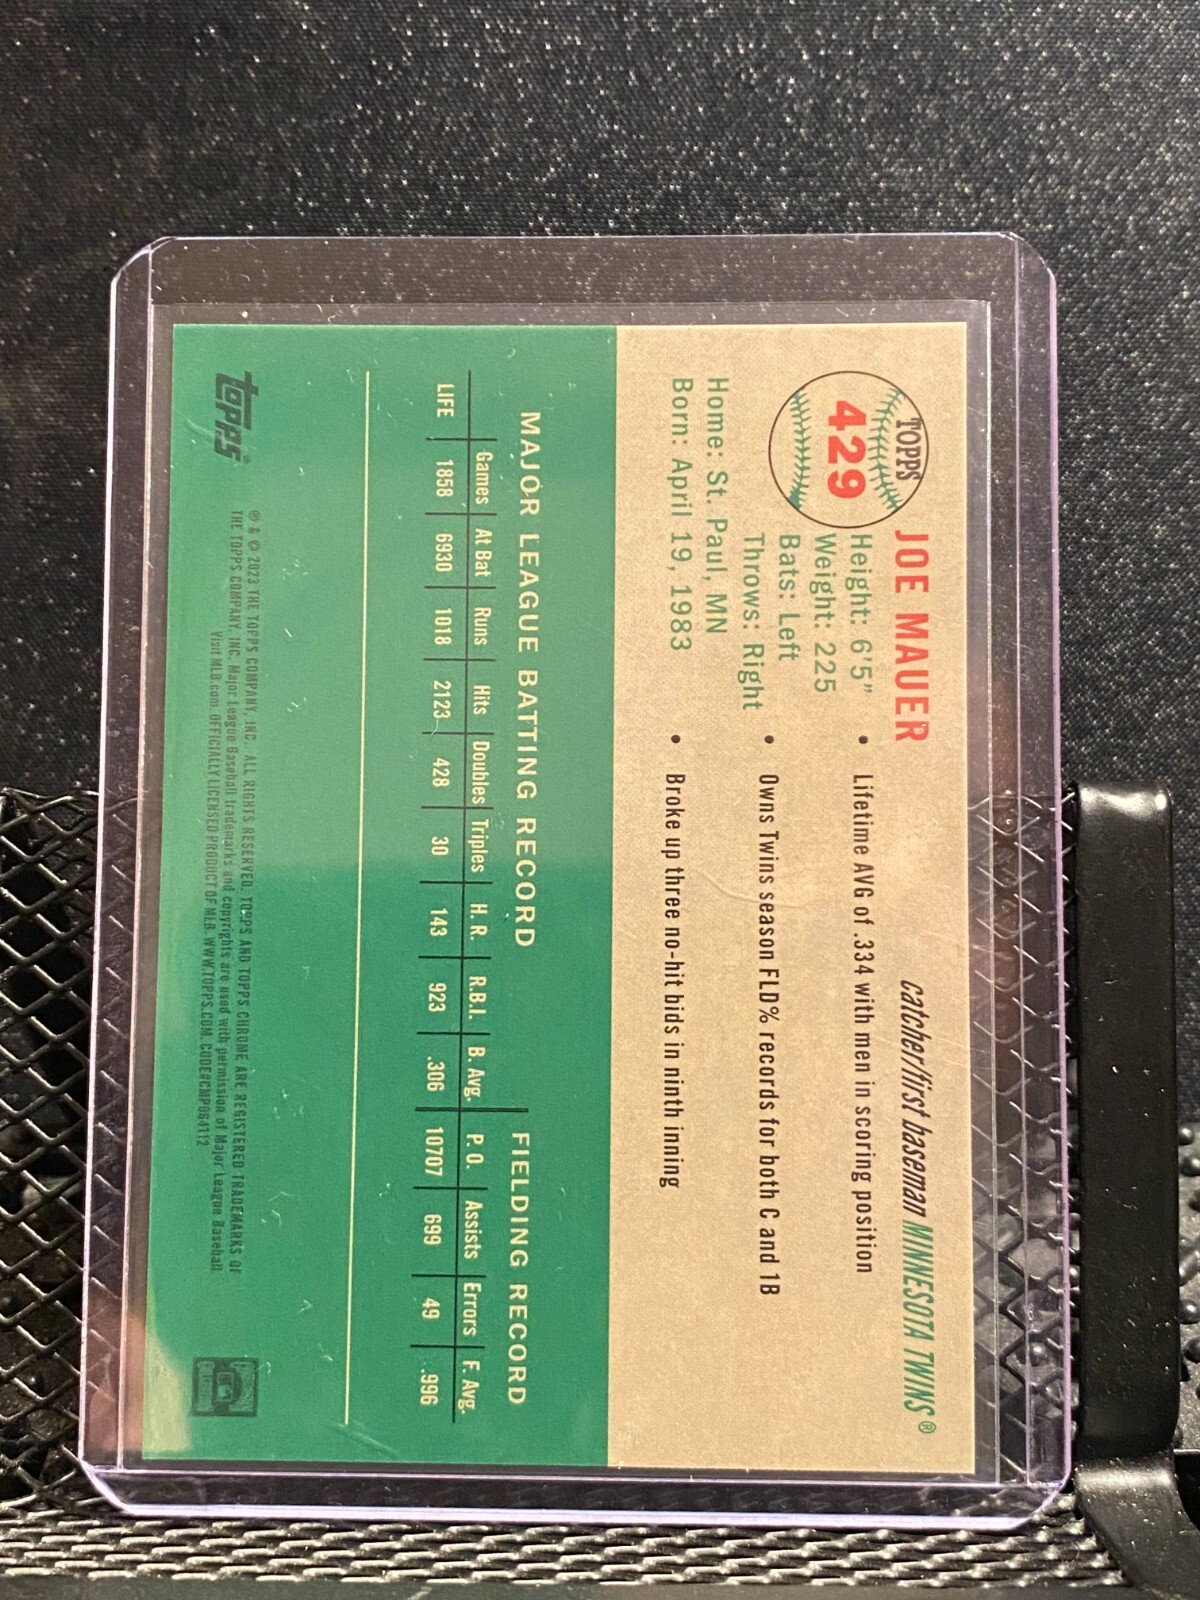 TOPPS
429
JOE MAUER
catcher/first baseman MINNESOTA TWINS®
Height: 6'5"
Weight: 225
Bats: Left
Throws: Right
Home: St. Paul, MN
Born: April 19, 1983
• Lifetime AVG of .334 with men in scoring position
• Owns Twins season FLD% records for both C and 1B
• Broke up three no-hit bids in ninth inning
MAJOR LEAGUE BATTING RECORD FIELDING RECORD
Games At Bat Runs Hits Doubles Triples H.R. R.B.I. B. Avg. P.O. Assists Errors F. Avg.
LIFE 1858 6930 1018 2123 428 30 143 923 .306 10707 699 49 .996
topps®
® & © 2023 THE TOPPS COMPANY, INC. ALL RIGHTS RESERVED. TOPPS AND TOPPS CHROME ARE REGISTERED TRADEMARKS OF
THE TOPPS COMPANY, INC. Major League Baseball trademarks and copyrights are used with permission of Major League Baseball.
Visit MLB.com. OFFICIALLY LICENSED PRODUCT OF MLB. WWW.TOPPS.COM. CODE#CMP064112